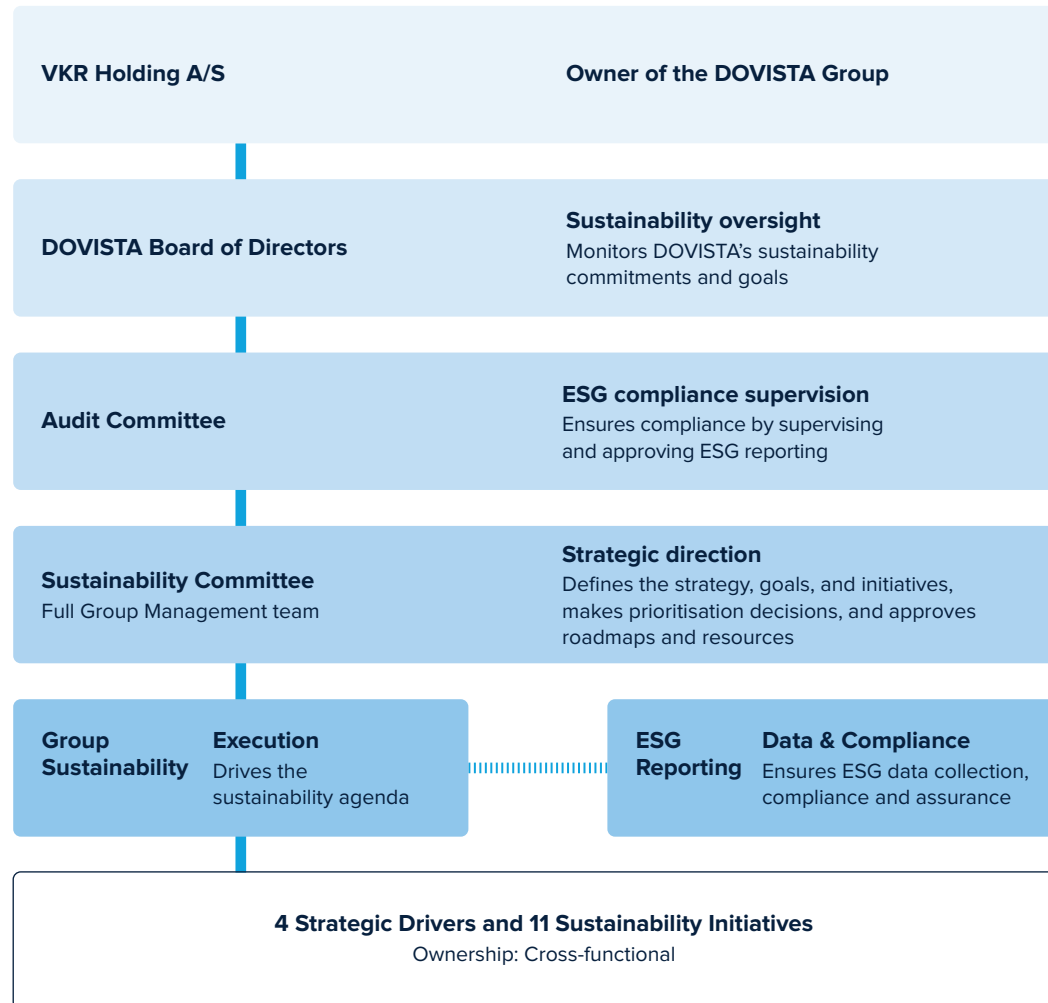 VKR Holding A/S
Owner of the DOVISTA Group
DOVISTA Board of Directors
Sustainability oversight
Monitors DOVISTA’s sustainability
commitments and goals
Audit Committee
ESG compliance supervision
Ensures compliance by supervising
and approving ESG reporting
Sustainability Committee
Full Group Management team
Strategic direction
Defines the strategy, goals, and initiatives,
makes prioritisation decisions, and approves
roadmaps and resources
Group
Sustainability
Execution
Drives the
sustainability agenda
ESG
Reporting
Data & Compliance
Ensures ESG data collection,
compliance and assurance
4 Strategic Drivers and 11 Sustainability Initiatives
Ownership: Cross-functional